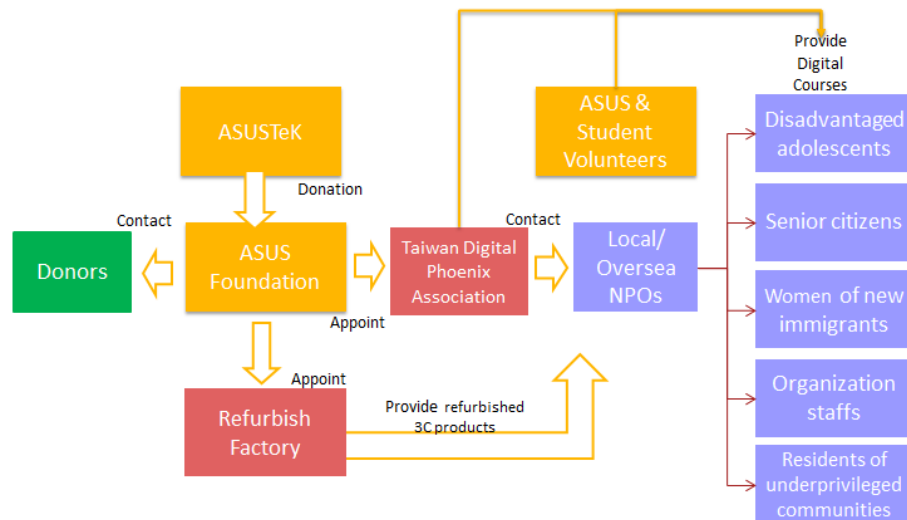 Provide
Digital
Courses
ASUSTeK
ASUS &
Student
Volunteers
Disadvantaged
adolescents
Donation
Contact
Contact
Senior citizens
Donors
ASUS
Foundation
Taiwan Digital
Phoenix
Association
Local/
Oversea
NPOs
Appoint
Women of new
immigrants
Appoint
Refurbish
Factory
Provide refurbished
3C products
Organization
staffs
Residents of
underprivileged
communities